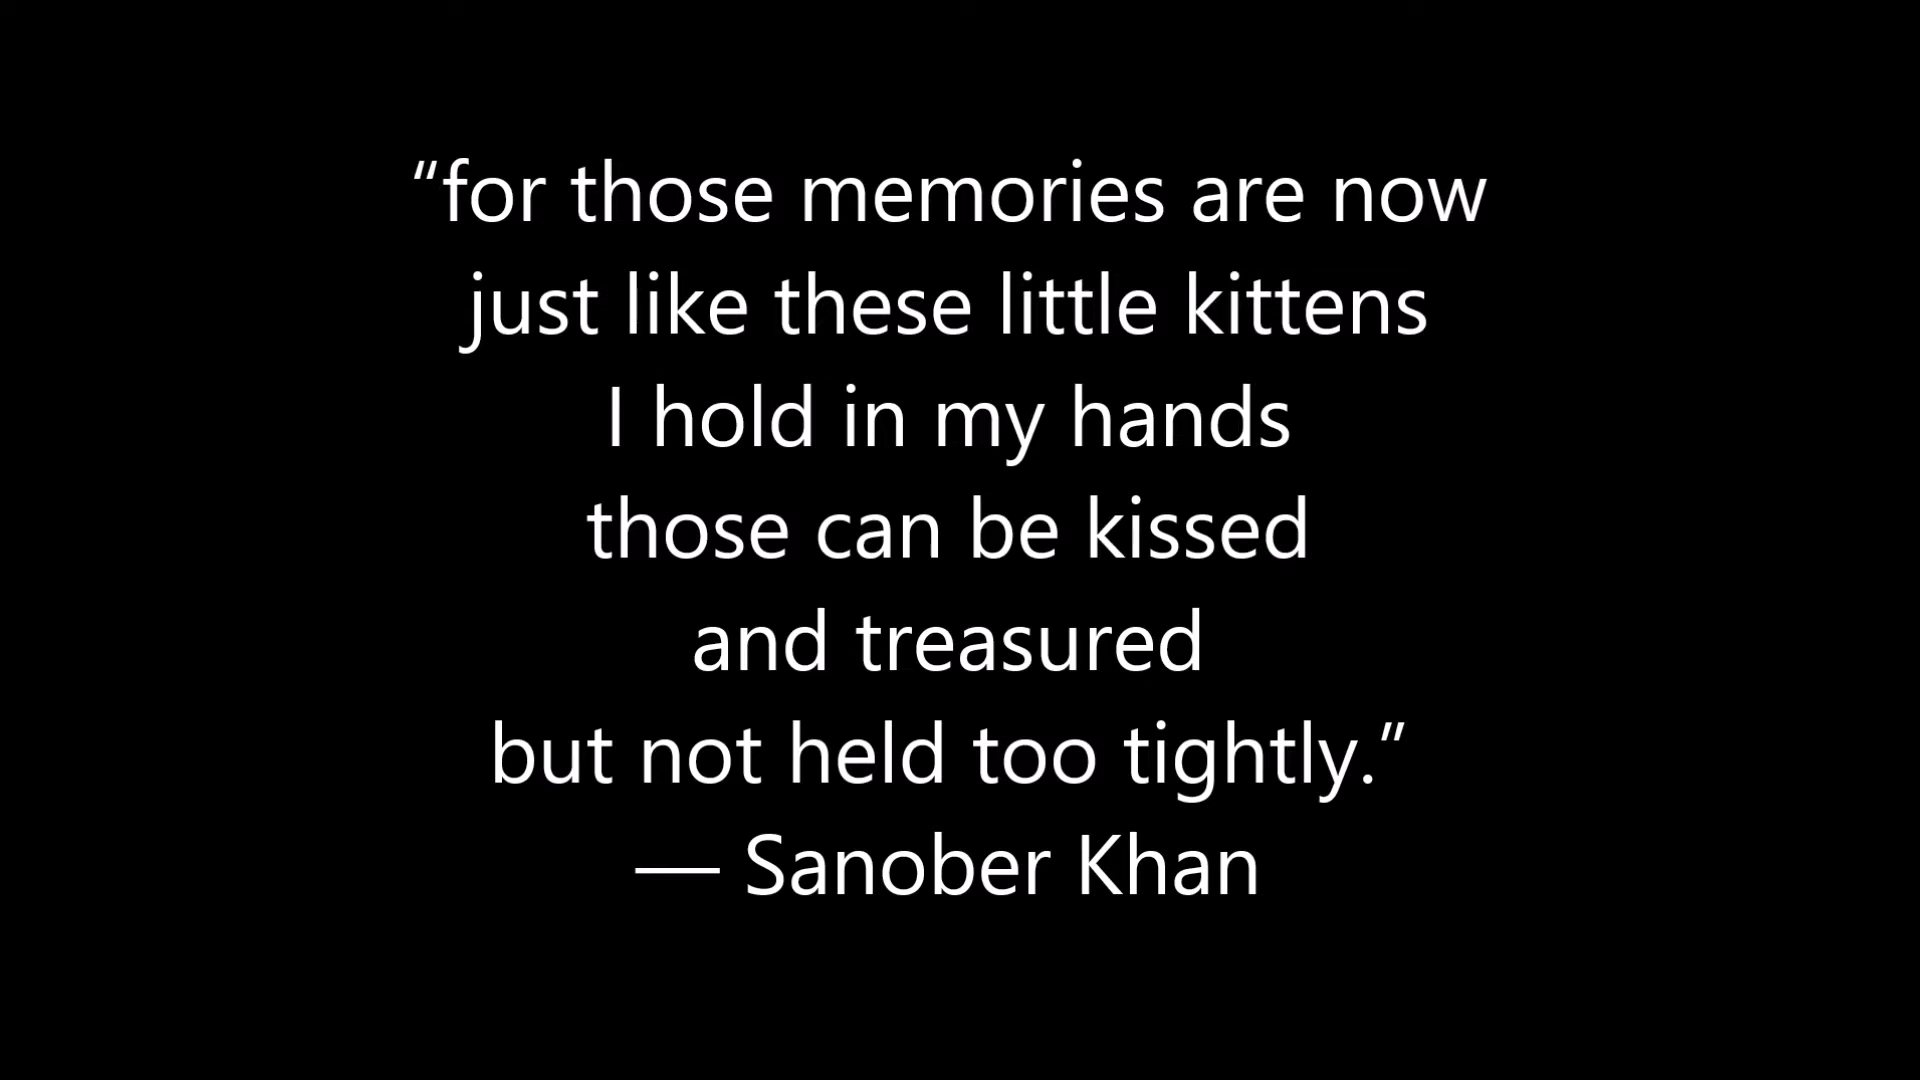 “for those memories are now
just like these little kittens
I hold in my hands
those can be kissed
and treasured
but not held too tightly.”
— Sanober Khan